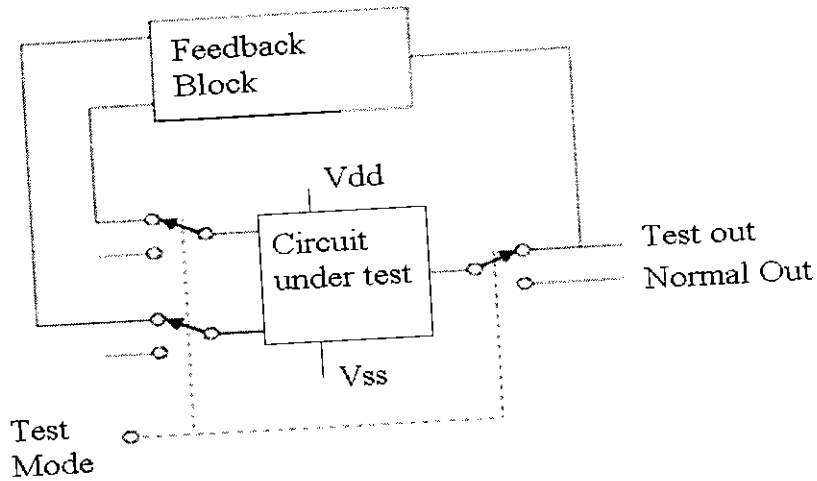 Feedback
Block
Vdd
Circuit
under test
Test out
Normal Out
Vss
Test
Mode